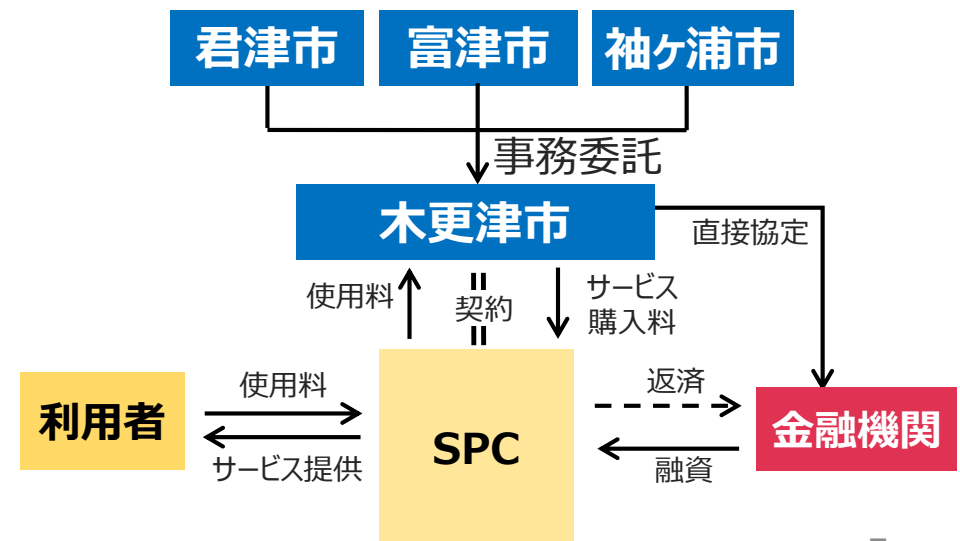 君津市
富津市
袖ヶ浦市
事務委託
木更津市
直接協定
使用料
契約
サービス
購入料
利用者
使用料
サービス提供
SPC
返済
融資
金融機関